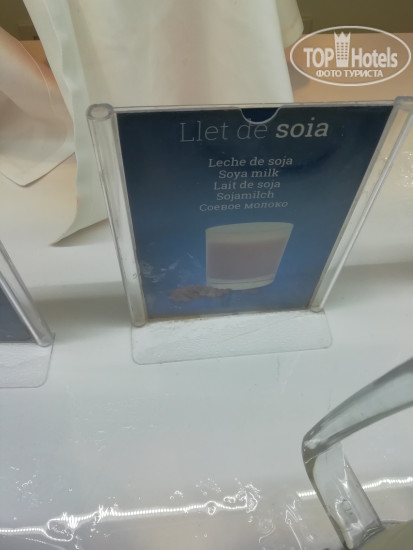 TOP Hotels
ФОТО ТУРИСТА
Llet de soia
Leche de soja
Soya milk
Lait de soja
Sojamilch
Соевое молоко